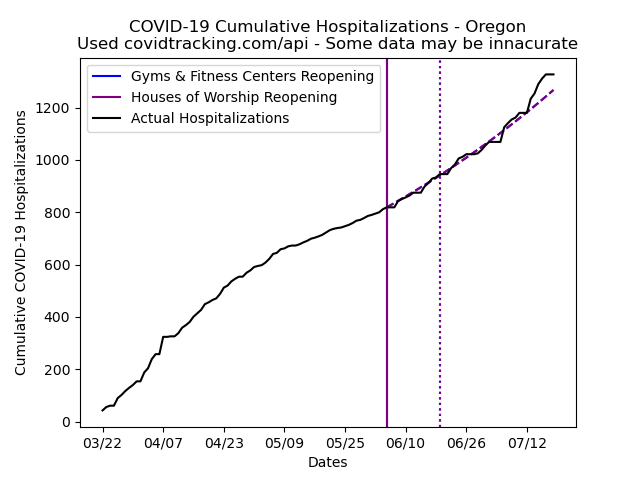 COVID-19 Cumulative Hospitalizations - Oregon
Used covidtracking.com/api - Some data may be innacurate
Gyms & Fitness Centers Reopening
Houses of Worship Reopening
Actual Hospitalizations
Cumulative COVID-19 Hospitalizations
1200
1000
800
600
400
200
0
03/22 04/07 04/23 05/09 05/25 06/10 06/26 07/12
Dates